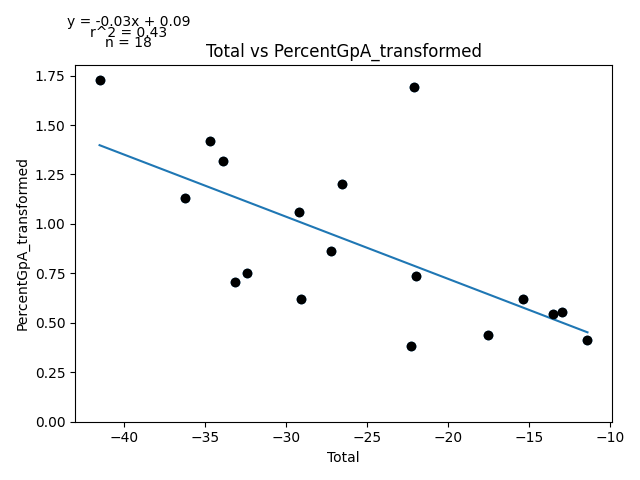 y = -0.03x + 0.09
r^2 = 0.43
n = 18
Total vs PercentGpA_transformed
PercentGpA_transformed
1.75
1.50
1.25
1.00
0.75
0.50
0.25
0.00
−40 −35 −30 −25 −20 −15 −10
Total